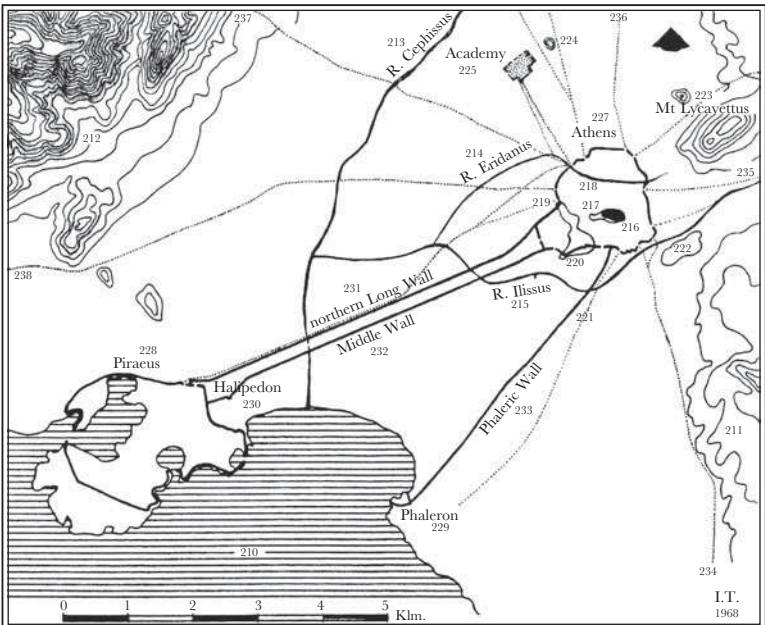 237
213
R. Cephissus
Academy
225
224
236
223
Mt Lycavettus
227
Athens
212
214
R. Eridanus
218
219
217
216
235
222
220
238
231
northern Long Wall
Middle Wall
232
R. Ilissus
215
221
228
Piraeus
Halipedon
230
Phaleric Wall
233
211
Phaleron
229
210
234
I.T.
1968
0 1 2 3 4 5
Klm.